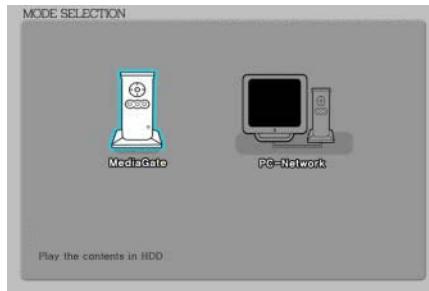 MODE SELECTION
MediaGate
PC-Network
Play the contents in HDD